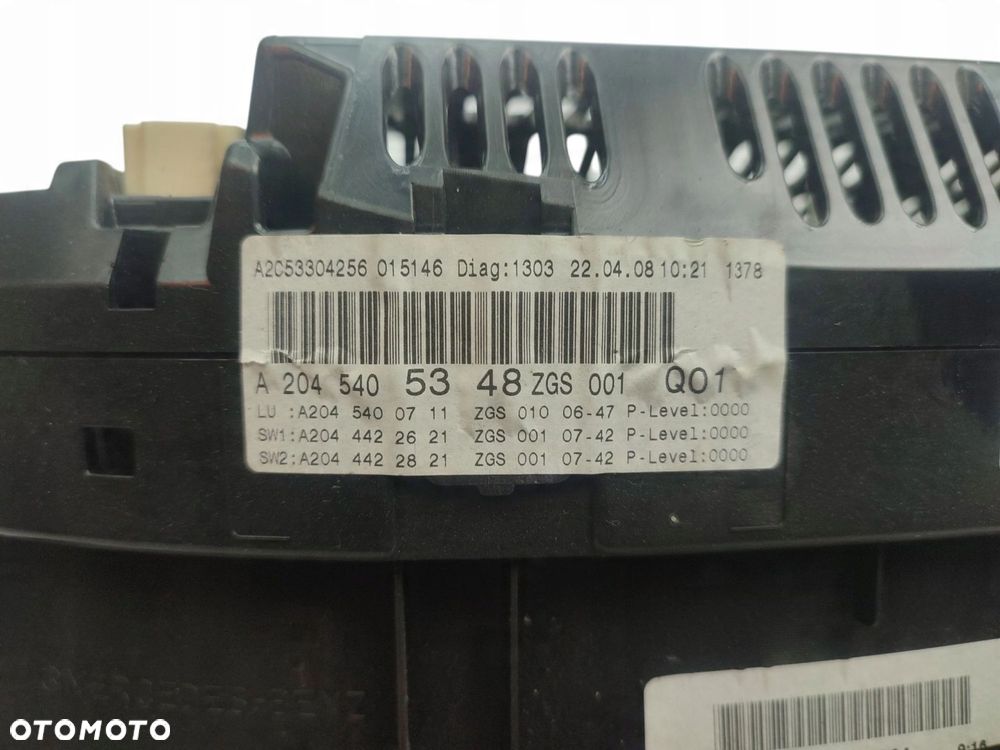 A2C53304256 015146 Diag:1303 22.04.08 10:21 1378
A 204 540 53 48 ZGS 001 Q01
LU :A204 540 07 11 ZGS 010 06-47 P-Level:0000
SW1:A204 442 26 21 ZGS 001 07-42 P-Level:0000
SW2:A204 442 28 21 ZGS 001 07-42 P-Level:0000
MERCEDES-BENZ
OTOMOTO